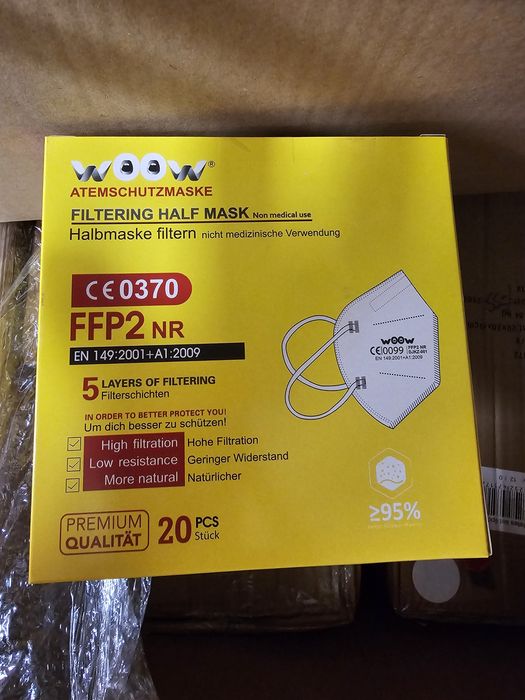 wOOw®
ATEMSCHUTZMASKE
FILTERING HALF MASK Non medical use
Halbmaske filtern nicht medizinische Verwendung
CE0370
FFP2 NR
EN 149:2001+A1:2009
5 LAYERS OF FILTERING
Filterschichten
IN ORDER TO BETTER PROTECT YOU!
Um dich besser zu schützen!
High filtration Hohe Filtration
Low resistance Geringer Widerstand
More natural Natürlicher
PREMIUM
QUALITÄT
20 PCS
Stück
wOOw
CE0099 FFP2 NR
DJKZ-001
EN 149:2001+A1:2009
≥95%